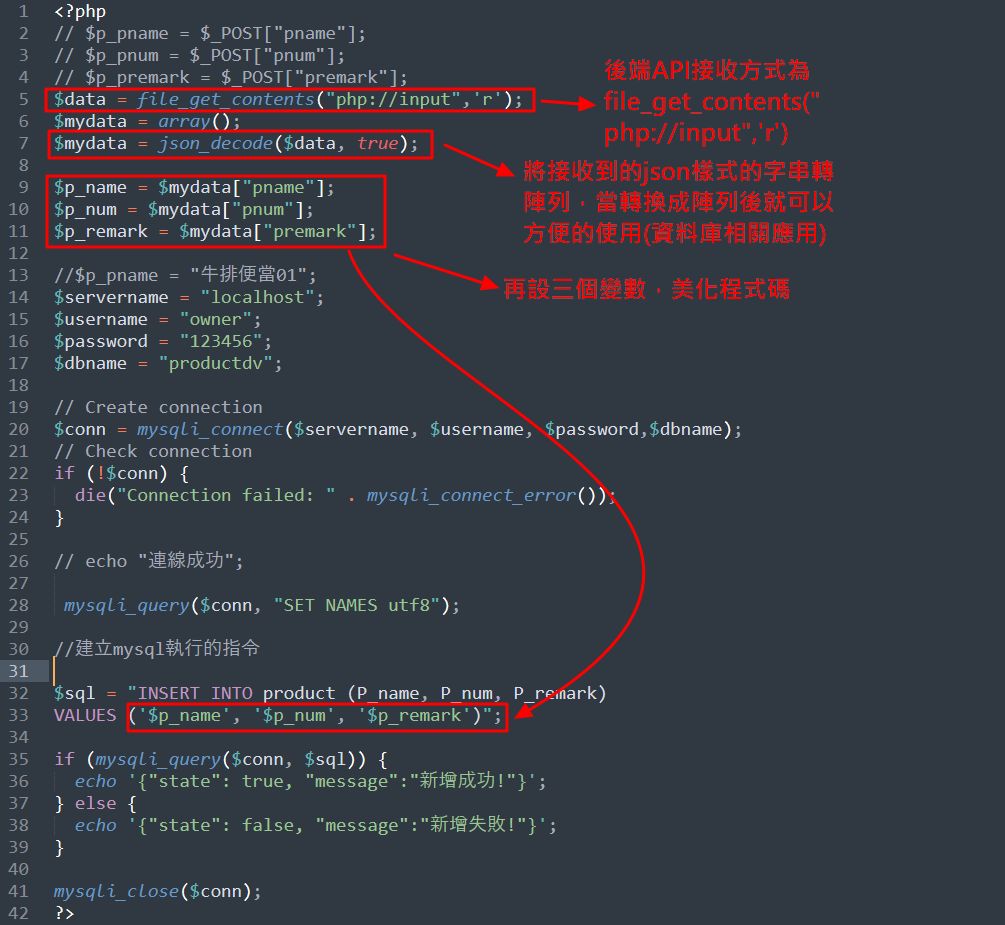 1 <?php
2 // $p_pname = $_POST["pname"];
3 // $p_pnum = $_POST["pnum"];
4 // $p_premark = $_POST["premark"];
5 $data = file_get_contents("php://input",'r');
6 $mydata = array();
7 $mydata = json_decode($data, true);
8
9 $p_name = $mydata["pname"];
10 $p_num = $mydata["pnum"];
11 $p_remark = $mydata["premark"];
12
13 //$p_pname = "牛排便當01";
14 $servername = "localhost";
15 $username = "owner";
16 $password = "123456";
17 $dbname = "productdv";
18
19 // Create connection
20 $conn = mysqli_connect($servername, $username, $password,$dbname);
21 // Check connection
22 if (!$conn) {
23 die("Connection failed: " . mysqli_connect_error());
24 }
25
26 // echo "連線成功";
27
28 mysqli_query($conn, "SET NAMES utf8");
29
30 //建立mysql執行的指令
31
32 $sql = "INSERT INTO product (P_name, P_num, P_remark)
33 VALUES ('$p_name', '$p_num', '$p_remark')";
34
35 if (mysqli_query($conn, $sql)) {
36 echo '{"state": true, "message":"新增成功!"}';
37 } else {
38 echo '{"state": false, "message":"新增失敗!"}';
39 }
40
41 mysqli_close($conn);
42 ?>
後端API接收方式為
file_get_contents("
php://input",'r')
將接收到的json樣式的字串轉
陣列，當轉換成陣列後就可以
方便的使用(資料庫相關應用)
再設三個變數，美化程式碼